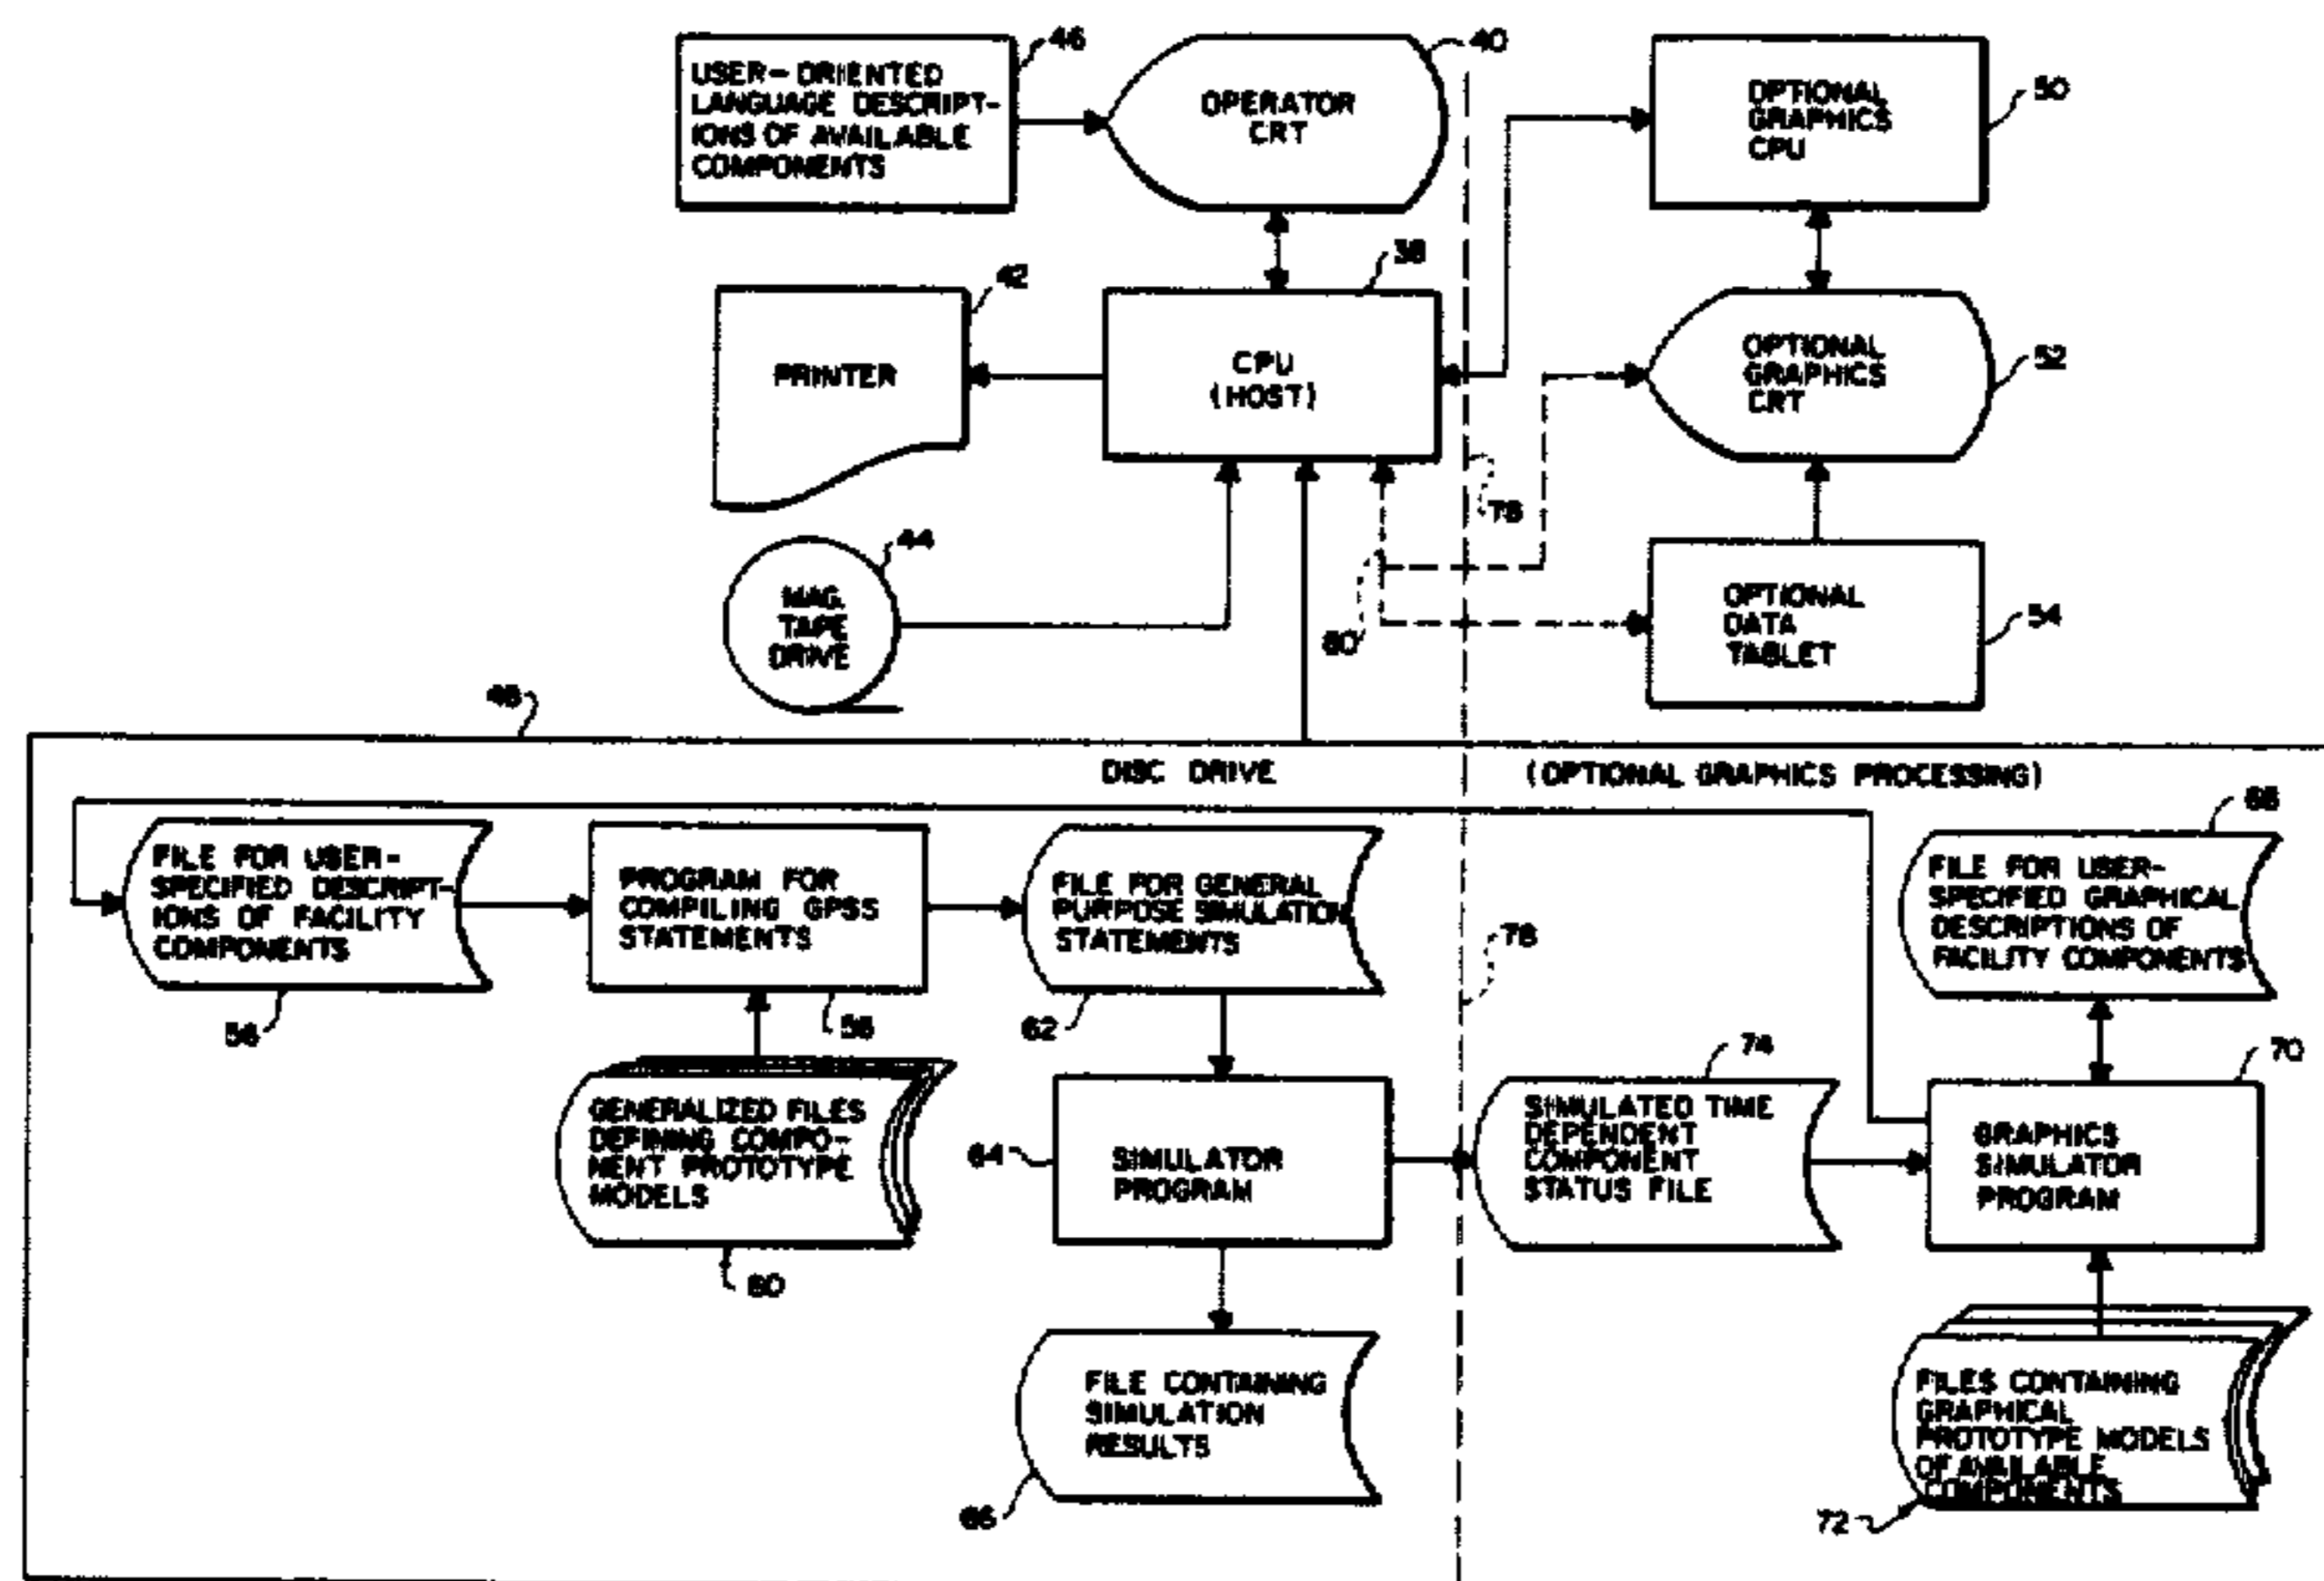 46
USER-ORIENTED
LANGUAGE DESCRIPT-
IONS OF AVAILABLE
COMPONENTS
40
OPERATOR
CRT
50
OPTIONAL
GRAPHICS
CPU
42
PRINTER
38
CPU
(HOST)
52
OPTIONAL
GRAPHICS
CRT
44
MAG.
TAPE
DRIVE
78
80
54
OPTIONAL
DATA
TABLET
48
DISC DRIVE
(OPTIONAL GRAPHICS PROCESSING)
FILE FOR USER-
SPECIFIED DESCRIPT-
IONS OF FACILITY
COMPONENTS
56
PROGRAM FOR
COMPILING GPSS
STATEMENTS
58
FILE FOR GENERAL
PURPOSE SIMULATION
STATEMENTS
62
78
68
FILE FOR USER-
SPECIFIED GRAPHICAL
DESCRIPTIONS OF
FACILITY COMPONENTS
GENERALIZED FILES
DEFINING COMPO-
NENT PROTOTYPE
MODELS
60
64
SIMULATOR
PROGRAM
74
SIMULATED TIME
DEPENDENT
COMPONENT
STATUS FILE
70
GRAPHICS
SIMULATOR
PROGRAM
FILE CONTAINING
SIMULATION
RESULTS
66
FILES CONTAINING
GRAPHICAL
PROTOTYPE MODELS
OF AVAILABLE
COMPONENTS
72